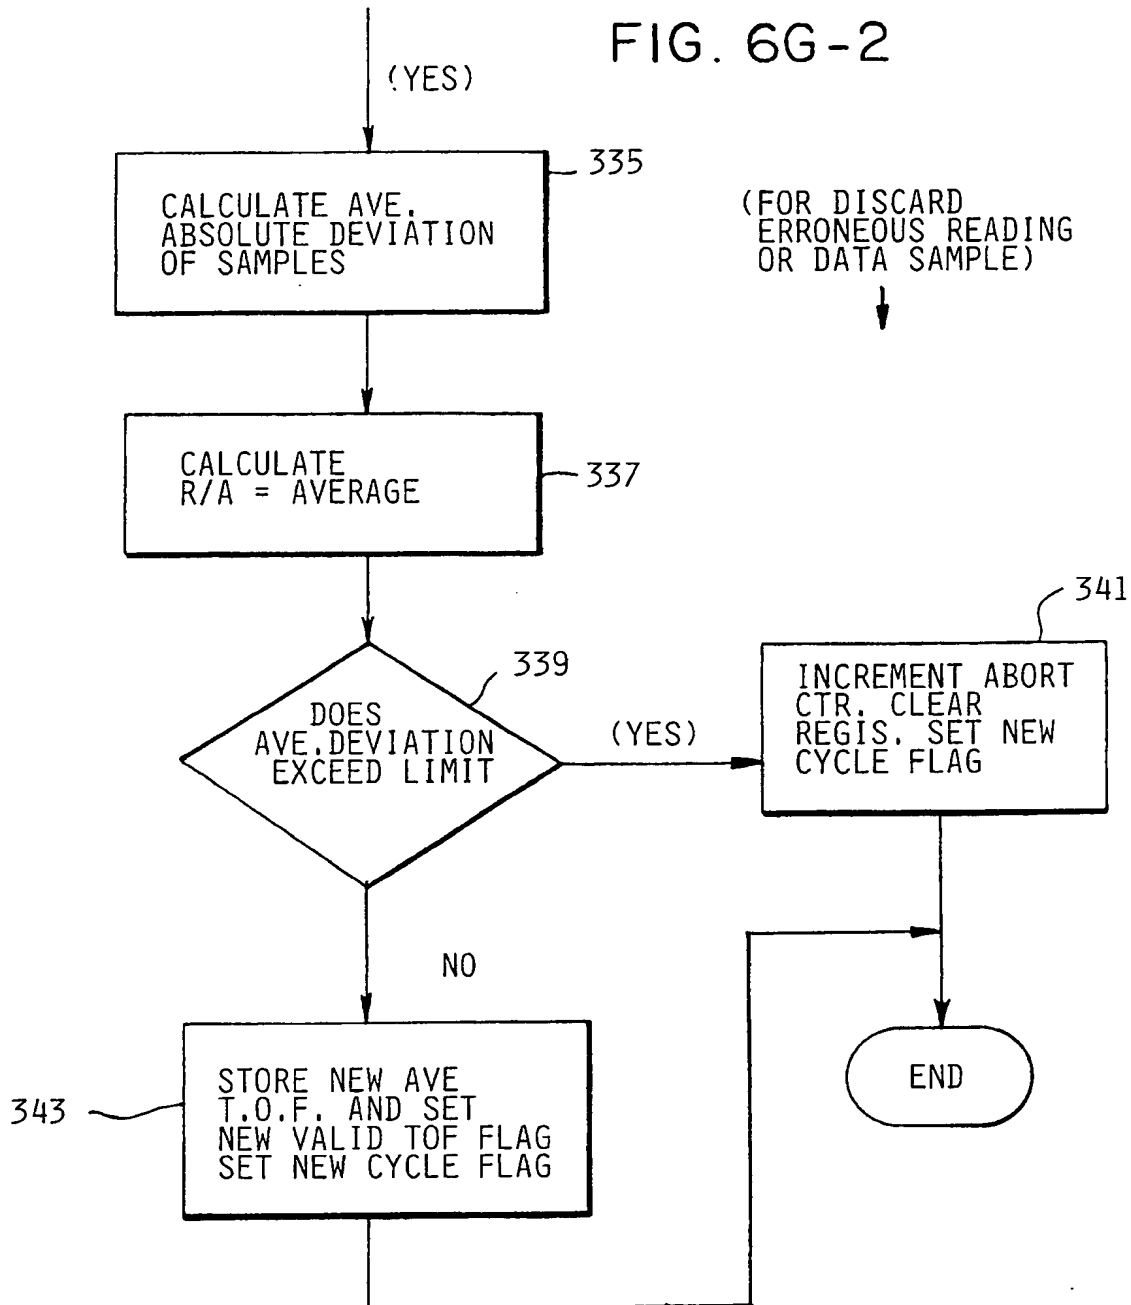 FIG. 6G-2
(YES)
335
CALCULATE AVE.
ABSOLUTE DEVIATION
OF SAMPLES
(FOR DISCARD
ERRONEOUS READING
OR DATA SAMPLE)
CALCULATE
R/A = AVERAGE
337
341
339
DOES
AVE.DEVIATION
EXCEED LIMIT
(YES)
INCREMENT ABORT
CTR. CLEAR
REGIS. SET NEW
CYCLE FLAG
NO
343
STORE NEW AVE
T.O.F. AND SET
NEW VALID TOF FLAG
SET NEW CYCLE FLAG
END